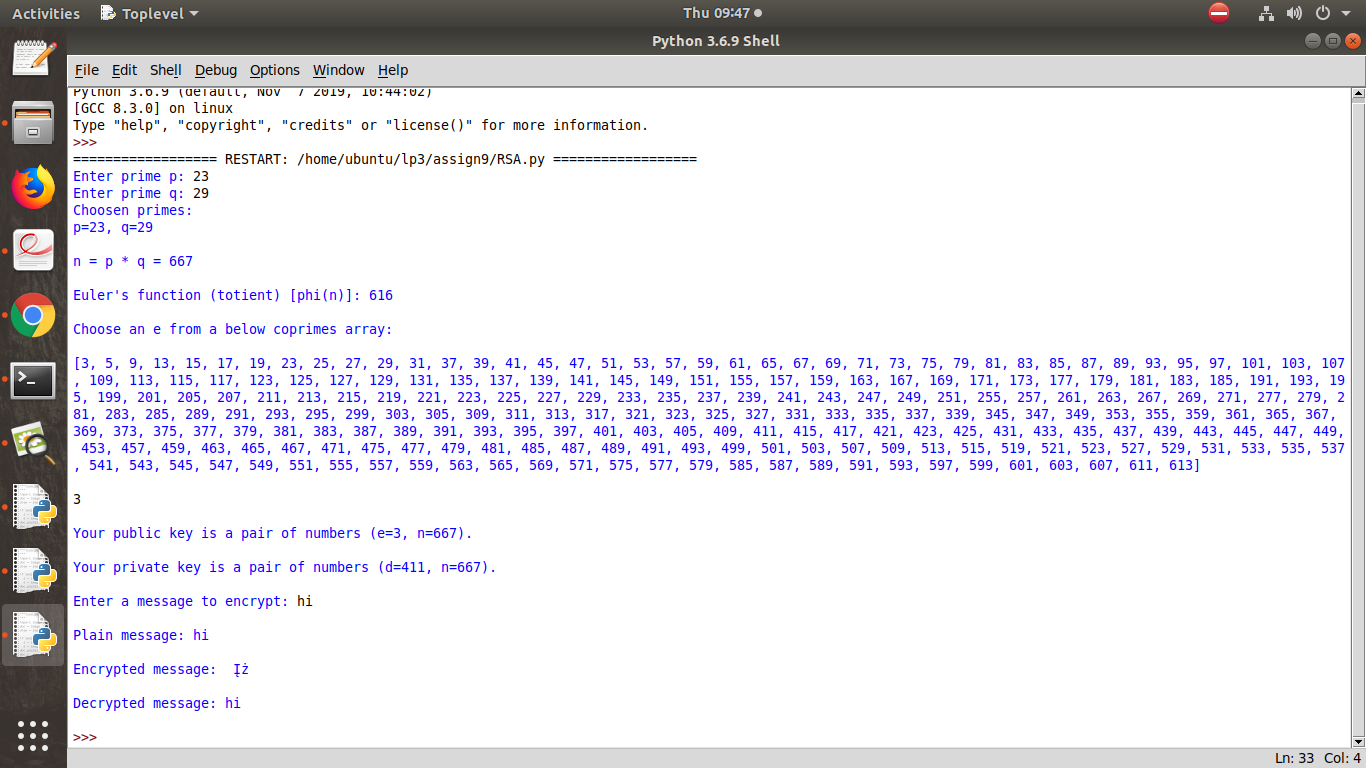 Activities Toplevel Thu 09:47
Python 3.6.9 Shell
File Edit Shell Debug Options Window Help
Python 3.6.9 (default, Nov  7 2019, 10:44:02)
[GCC 8.3.0] on linux
Type "help", "copyright", "credits" or "license()" for more information.
>>>
================== RESTART: /home/ubuntu/lp3/assign9/RSA.py ==================
Enter prime p: 23
Enter prime q: 29
Choosen primes:
p=23, q=29
n = p * q = 667
Euler's function (totient) [phi(n)]: 616
Choose an e from a below coprimes array:
[3, 5, 9, 13, 15, 17, 19, 23, 25, 27, 29, 31, 37, 39, 41, 45, 47, 51, 53, 57, 59, 61, 65, 67, 69, 71, 73, 75, 79, 81, 83, 85, 87, 89, 93, 95, 97, 101, 103, 107
, 109, 113, 115, 117, 123, 125, 127, 129, 131, 135, 137, 139, 141, 145, 149, 151, 155, 157, 159, 163, 167, 169, 171, 173, 177, 179, 181, 183, 185, 191, 193, 19
5, 199, 201, 205, 207, 211, 213, 215, 219, 221, 223, 225, 227, 229, 233, 235, 237, 239, 241, 243, 247, 249, 251, 255, 257, 261, 263, 267, 269, 271, 277, 279, 2
81, 283, 285, 289, 291, 293, 295, 299, 303, 305, 309, 311, 313, 317, 321, 323, 325, 327, 331, 333, 335, 337, 339, 345, 347, 349, 353, 355, 359, 361, 365, 367,
369, 373, 375, 377, 379, 381, 383, 387, 389, 391, 393, 395, 397, 401, 403, 405, 409, 411, 415, 417, 421, 423, 425, 431, 433, 435, 437, 439, 443, 445, 447, 449,
453, 457, 459, 463, 465, 467, 471, 475, 477, 479, 481, 485, 487, 489, 491, 493, 499, 501, 503, 507, 509, 513, 515, 519, 521, 523, 527, 529, 531, 533, 535, 537
, 541, 543, 545, 547, 549, 551, 555, 557, 559, 563, 565, 569, 571, 575, 577, 579, 585, 587, 589, 591, 593, 597, 599, 601, 603, 607, 611, 613]
3
Your public key is a pair of numbers (e=3, n=667).
Your private key is a pair of numbers (d=411, n=667).
Enter a message to encrypt: hi
Plain message: hi
Encrypted message: ż
Decrypted message: hi
>>>
Ln: 33 Col: 4